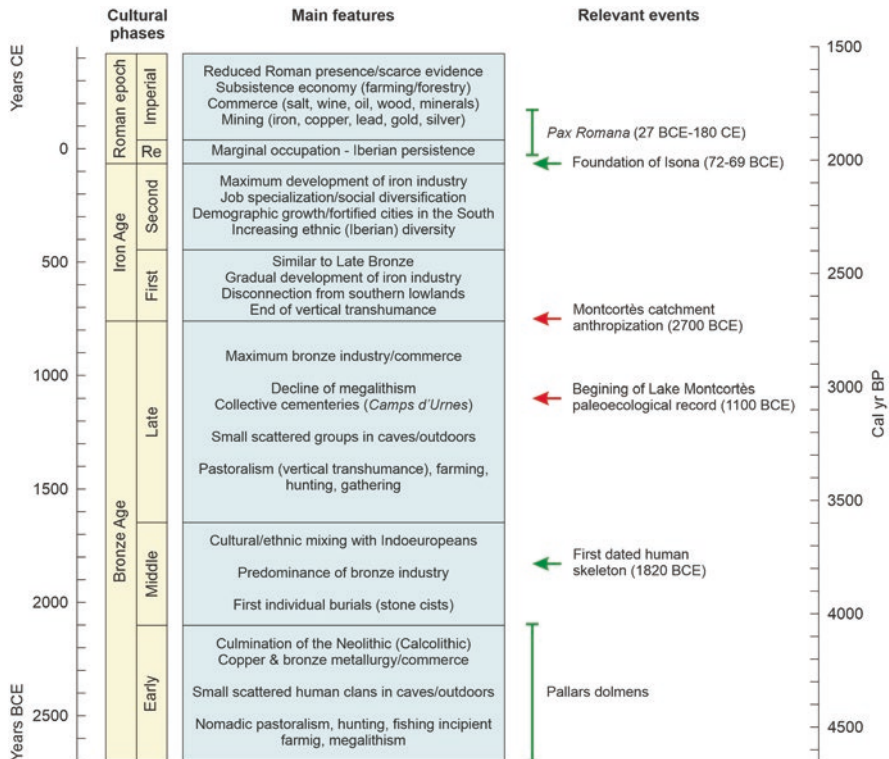 Cultural
phases
Main features
Relevant events
Years CE
0
500
1000
1500
2000
2500
Years BCE
Roman epoch
Imperial
Re
Iron Age
Second
First
Bronze Age
Late
Middle
Early
Reduced Roman presence/scarce evidence
Subsistence economy (farming/forestry)
Commerce (salt, wine, oil, wood, minerals)
Mining (iron, copper, lead, gold, silver)
Marginal occupation - Iberian persistence
Maximum development of iron industry
Job specialization/social diversification
Demographic growth/fortified cities in the South
Increasing ethnic (Iberian) diversity
Similar to Late Bronze
Gradual development of iron industry
Disconnection from southern lowlands
End of vertical transhumance
Maximum bronze industry/commerce
Decline of megalithism
Collective cementeries (Camps d'Urnes)
Small scattered groups in caves/outdoors
Pastoralism (vertical transhumance), farming,
hunting, gathering
Cultural/ethnic mixing with Indoeuropeans
Predominance of bronze industry
First individual burials (stone cists)
Culmination of the Neolithic (Calcolithic)
Copper & bronze metallurgy/commerce
Small scattered human clans in caves/outdoors
Nomadic pastoralism, hunting, fishing incipient
farmig, megalithism
Pax Romana (27 BCE-180 CE)
Foundation of Isona (72-69 BCE)
Montcortès catchment
anthropization (2700 BCE)
Begining of Lake Montcortès
paleoecological record (1100 BCE)
First dated human
skeleton (1820 BCE)
Pallars dolmens
1500
2000
2500
3000
3500
4000
4500
Cal yr BP